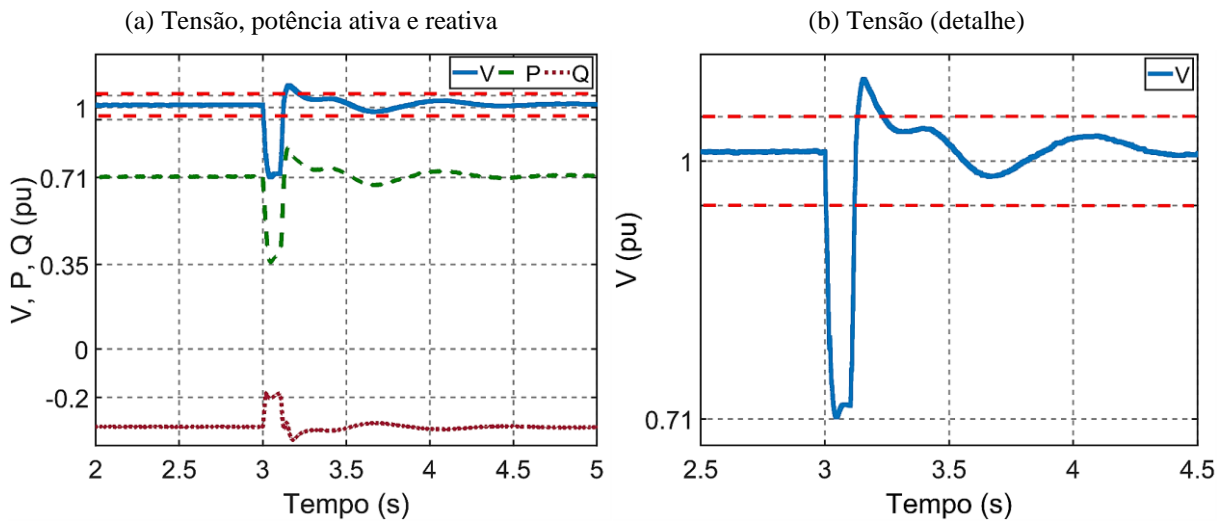 (a) Tensão, potência ativa e reativa
V P Q
V, P, Q (pu)
1
0.71
0.35
0
-0.2
2 2.5 3 3.5 4 4.5 5
Tempo (s)
(b) Tensão (detalhe)
V
V (pu)
1
0.71
2.5 3 3.5 4 4.5
Tempo (s)